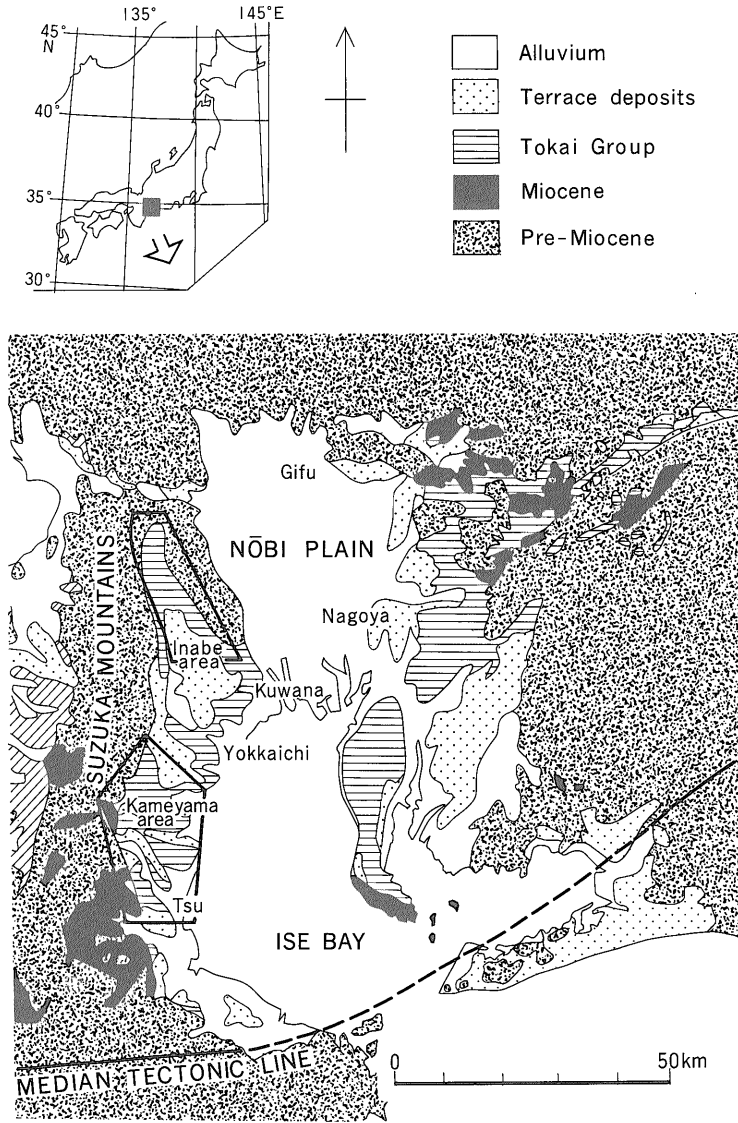 135°
145°E
45°
N
40°
35°
30°
Alluvium
Terrace deposits
Tokai Group
Miocene
Pre-Miocene
Gifu
NŌBI PLAIN
SUZUKA MOUNTAINS
Nagoya
Inabe
area
Kuwana
Yokkaichi
Kameyama
area
Tsu
ISE BAY
MEDIAN TECTONIC LINE
0
50km